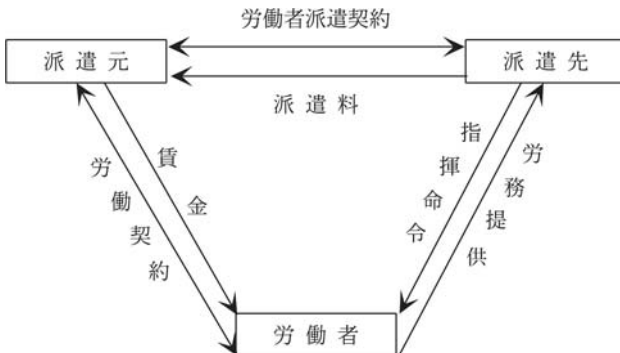 労働者派遣契約
派遣元
派遣先
派遣料
賃金
労働契約
指揮命令
労務提供
労働者